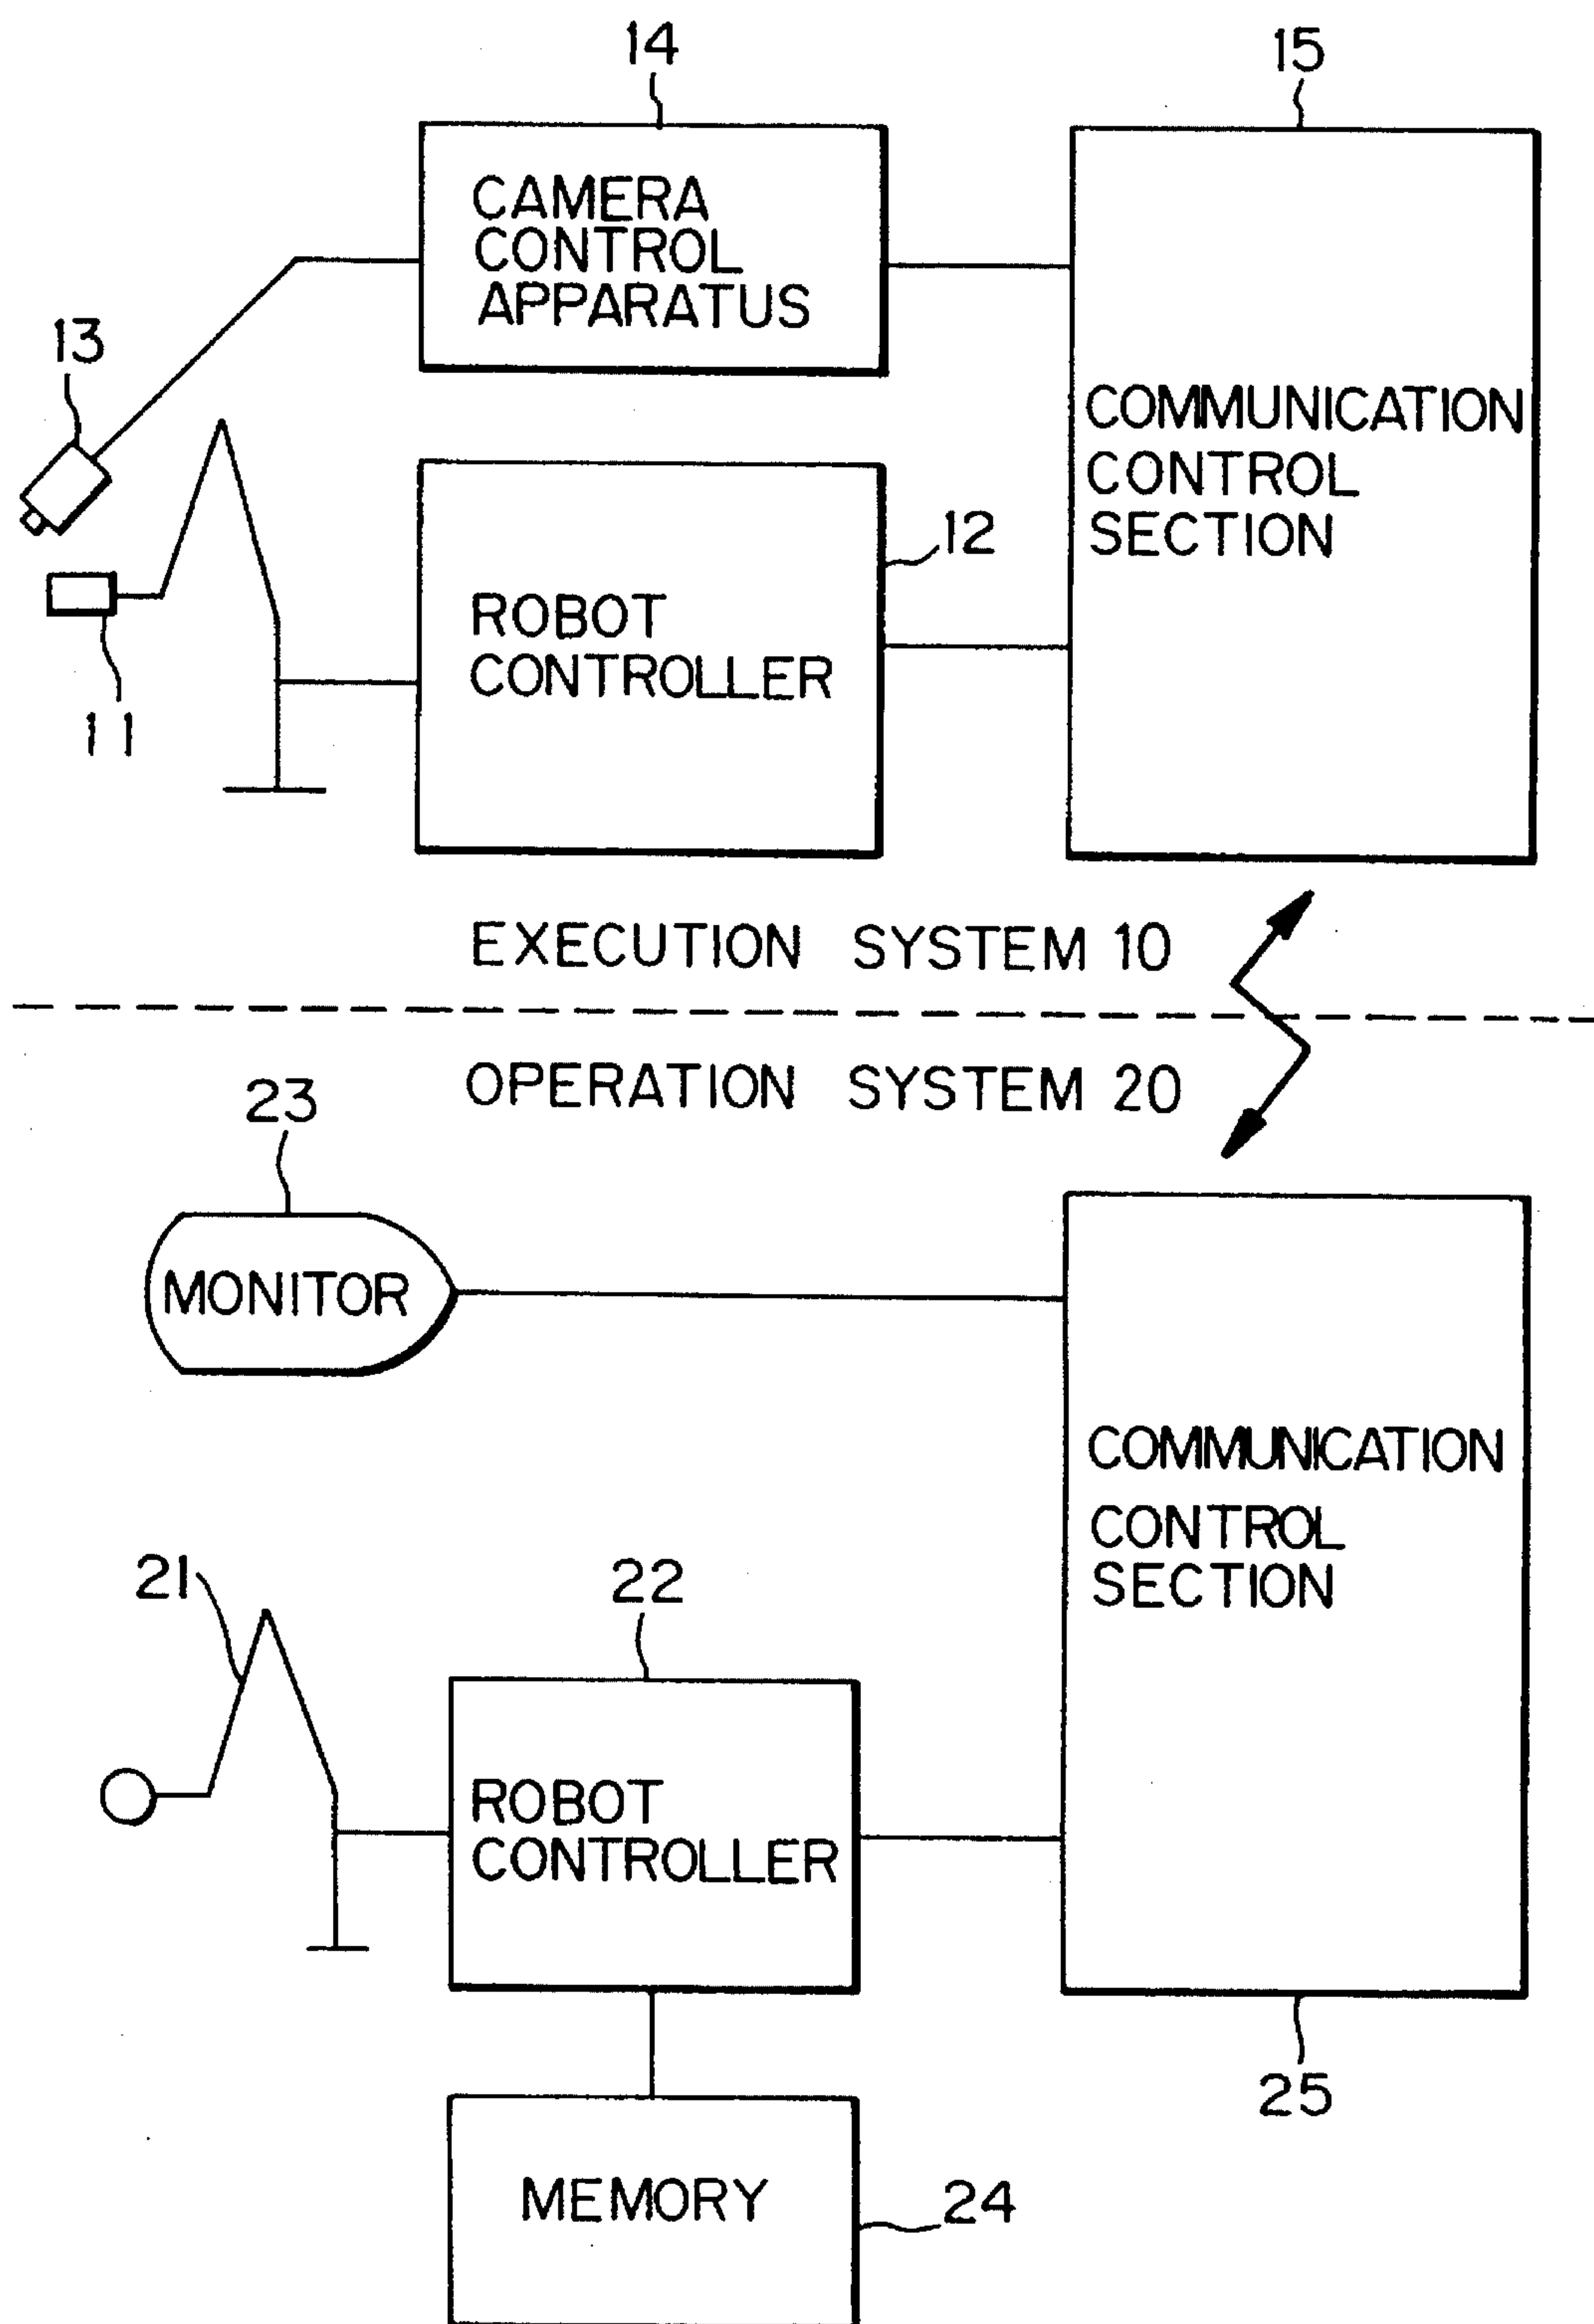 14
15
CAMERA
CONTROL
APPARATUS
13
COMMUNICATION
CONTROL
SECTION
12
ROBOT
CONTROLLER
11
EXECUTION SYSTEM 10
OPERATION SYSTEM 20
23
MONITOR
COMMUNICATION
CONTROL
SECTION
21
22
ROBOT
CONTROLLER
25
MEMORY
24